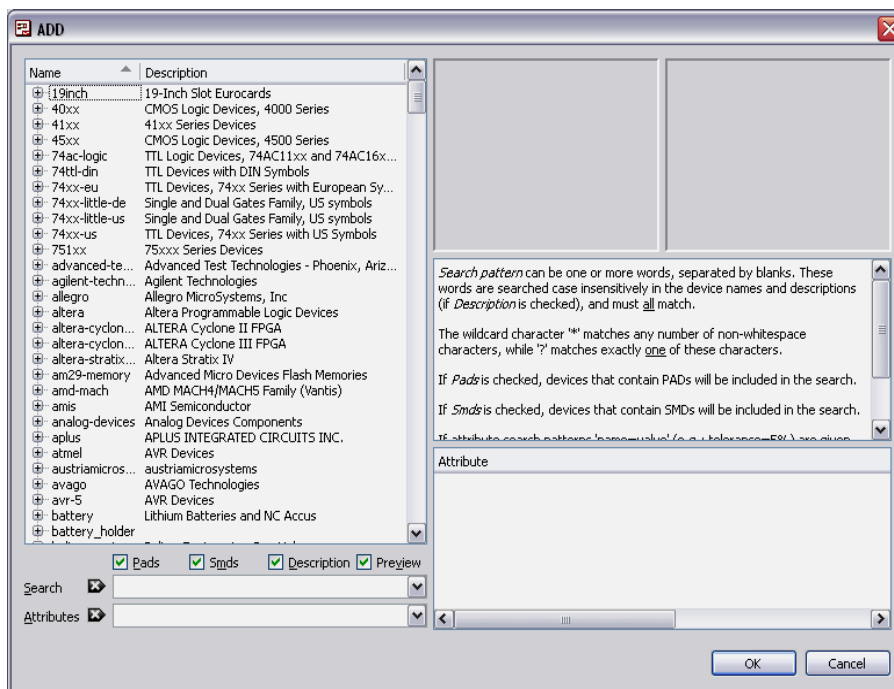 ADD
Name Description
19inch 19-Inch Slot Eurocards
40xx CMOS Logic Devices, 4000 Series
41xx 41xx Series Devices
45xx CMOS Logic Devices, 4500 Series
74ac-logic TTL Logic Devices, 74AC11xx and 74AC16x...
74ttl-din TTL Devices with DIN Symbols
74xx-eu TTL Devices, 74xx Series with European Sy...
74xx-little-de Single and Dual Gates Family, US symbols
74xx-little-us Single and Dual Gates Family, US symbols
74xx-us TTL Devices, 74xx Series with US Symbols
751xx 75xxx Series Devices
advanced-te... Advanced Test Technologies - Phoenix, Ariz...
agilent-techn... Agilent Technologies
allegro Allegro MicroSystems, Inc
altera Altera Programmable Logic Devices
altera-cyclon... ALTERA Cyclone II FPGA
altera-cyclon... ALTERA Cyclone III FPGA
altera-stratix... Altera Stratix IV
am29-memory Advanced Micro Devices Flash Memories
amd-mach AMD MACH4/MACH5 Family (Vantis)
amis AMI Semiconductor
analog-devices Analog Devices Components
aplus APLUS INTEGRATED CIRCUITS INC.
atmel AVR Devices
austriamicros... austriamicrosystems
avago AVAGO Technologies
avr-5 AVR Devices
battery Lithium Batteries and NC Accus
battery_holder
Pads Smds Description Preview
Search
Attributes
Search pattern can be one or more words, separated by blanks. These
words are searched case insensitively in the device names and descriptions
(if Description is checked), and must all match.
The wildcard character '*' matches any number of non-whitespace
characters, while '?' matches exactly one of these characters.
If Pads is checked, devices that contain PADs will be included in the search.
If Smds is checked, devices that contain SMDs will be included in the search.
If attribute search patterns 'name=value' (e.g.: tolerance=5%) are given
Attribute
OK Cancel